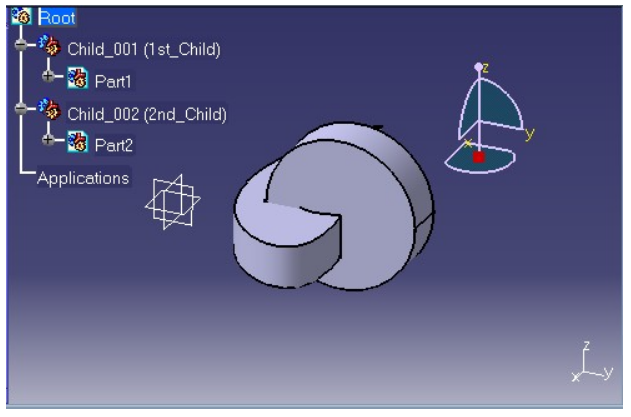 Root
Child_001 (1st_Child)
Part1
Child_002 (2nd_Child)
Part2
Applications
z
y
x
z
x
y